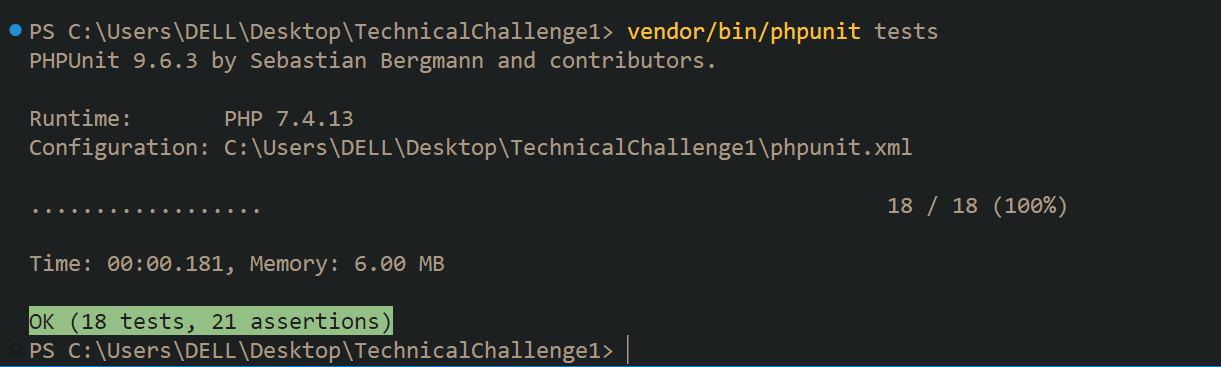 PS C:\Users\DELL\Desktop\TechnicalChallenge1> vendor/bin/phpunit tests
PHPUnit 9.6.3 by Sebastian Bergmann and contributors.
Runtime:       PHP 7.4.13
Configuration: C:\Users\DELL\Desktop\TechnicalChallenge1\phpunit.xml
..................                                                18 / 18 (100%)
Time: 00:00.181, Memory: 6.00 MB
OK (18 tests, 21 assertions)
PS C:\Users\DELL\Desktop\TechnicalChallenge1>